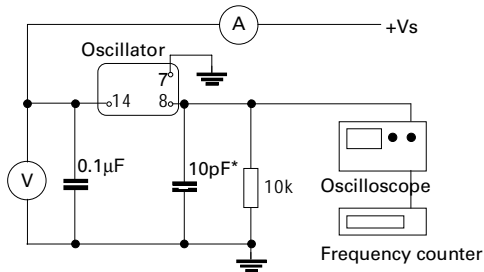 A
+Vs
Oscillator
7
14
8
V
0.1µF
10pF*
10k
Oscilloscope
Frequency counter